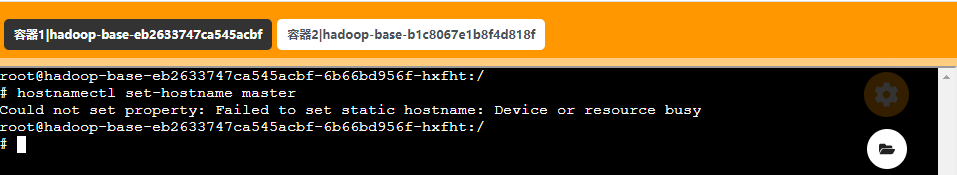 容器1|hadoop-base-eb2633747ca545acbf 容器2|hadoop-base-b1c8067e1b8f4d818f
root@hadoop-base-eb2633747ca545acbf-6b66bd956f-hxfht:/
# hostnamectl set-hostname master
Could not set property: Failed to set static hostname: Device or resource busy
root@hadoop-base-eb2633747ca545acbf-6b66bd956f-hxfht:/
#